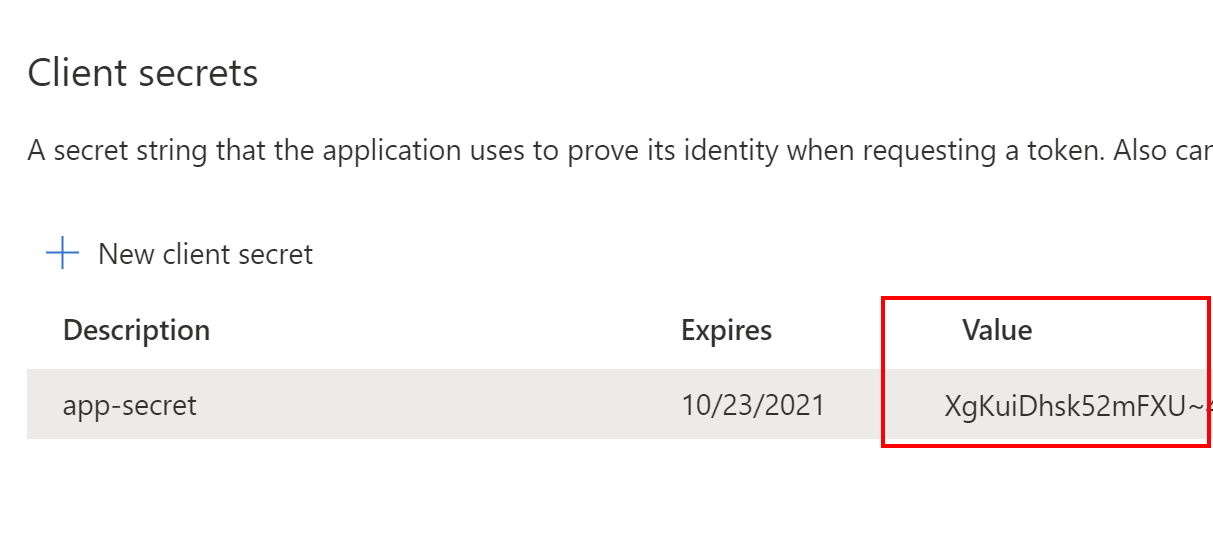 Client secrets
A secret string that the application uses to prove its identity when requesting a token. Also
New client secret
Description Expires Value
app-secret 10/23/2021 XgKuiDhsk52mFXU~